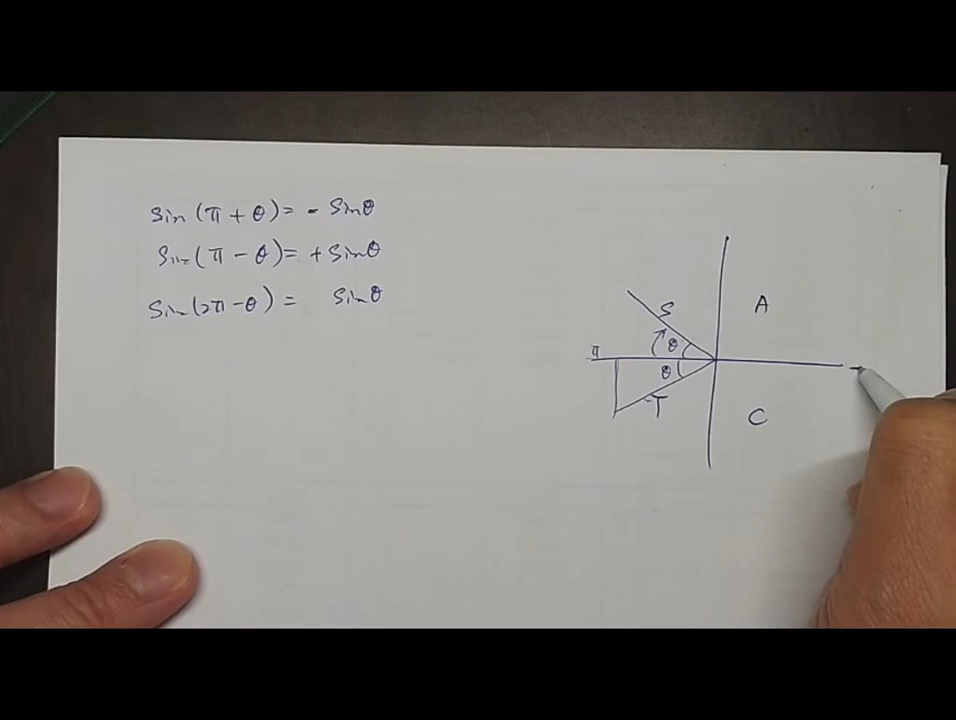 sin (π + θ) = - sinθ
sin (π - θ) = + sinθ
sin (2π - θ) = sinθ
S
A
π
θ
θ
T
C